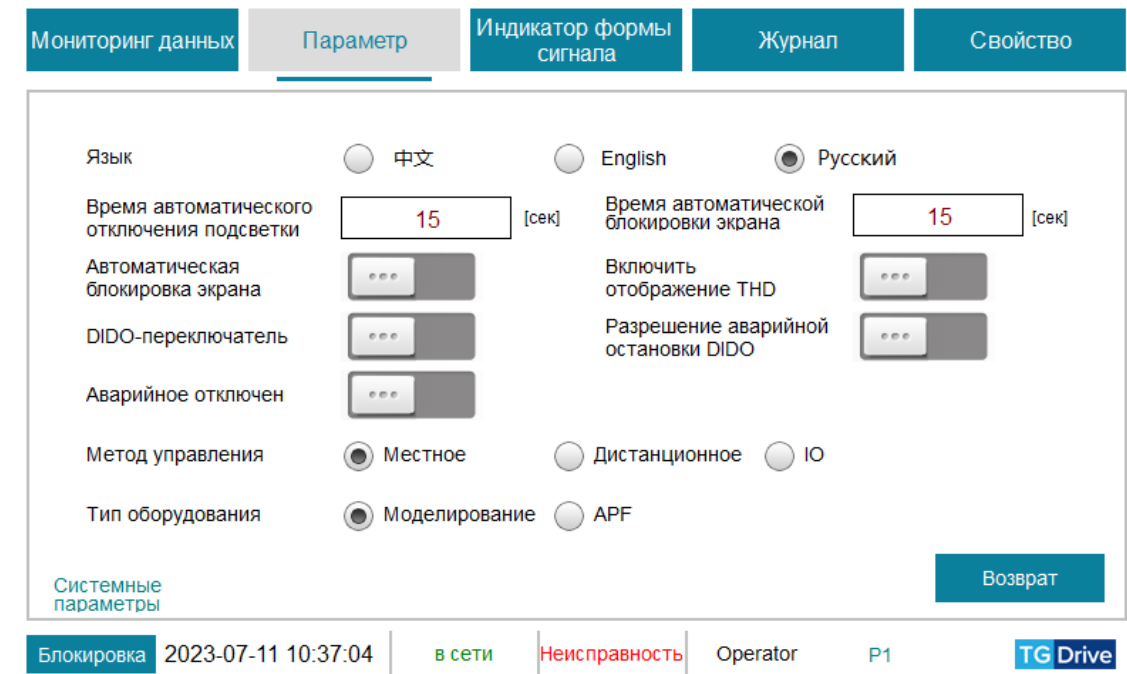 Мониторинг данных
Параметр
Индикатор формы
сигнала
Журнал
Свойство
Язык
中文
English
Русский
Время автоматического
отключения подсветки
15
[сек]
Время автоматической
блокировки экрана
15
[сек]
Автоматическая
блокировка экрана
Включить
отображение THD
DIDO-переключатель
Разрешение аварийной
остановки DIDO
Аварийное отключен
Метод управления
Местное
Дистанционное
IO
Тип оборудования
Моделирование
APF
Системные
параметры
Возврат
Блокировка
2023-07-11 10:37:04
в сети
Неисправность
Operator
P1
TG Drive